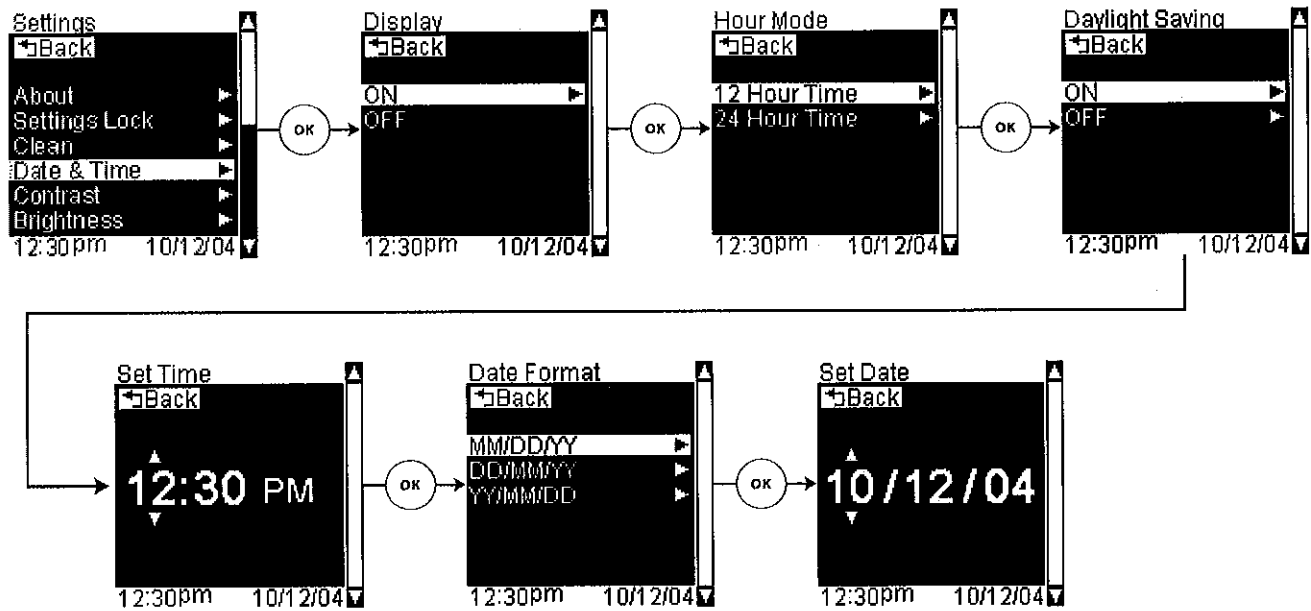 Settings
Back
About
Settings Lock
Clean
Date & Time
Contrast
Brightness
12:30pm 10/12/04
OK
Display
Back
ON
OFF
12:30pm 10/12/04
OK
Hour Mode
Back
12 Hour Time
24 Hour Time
12:30pm 10/12/04
OK
Daylight Saving
Back
ON
OFF
12:30pm 10/12/04
Set Time
Back
12:30 PM
12:30pm 10/12/04
OK
Date Format
Back
MM/DD/YY
DD/MM/YY
YY/MM/DD
12:30pm 10/12/04
OK
Set Date
Back
10/12/04
12:30pm 10/12/04